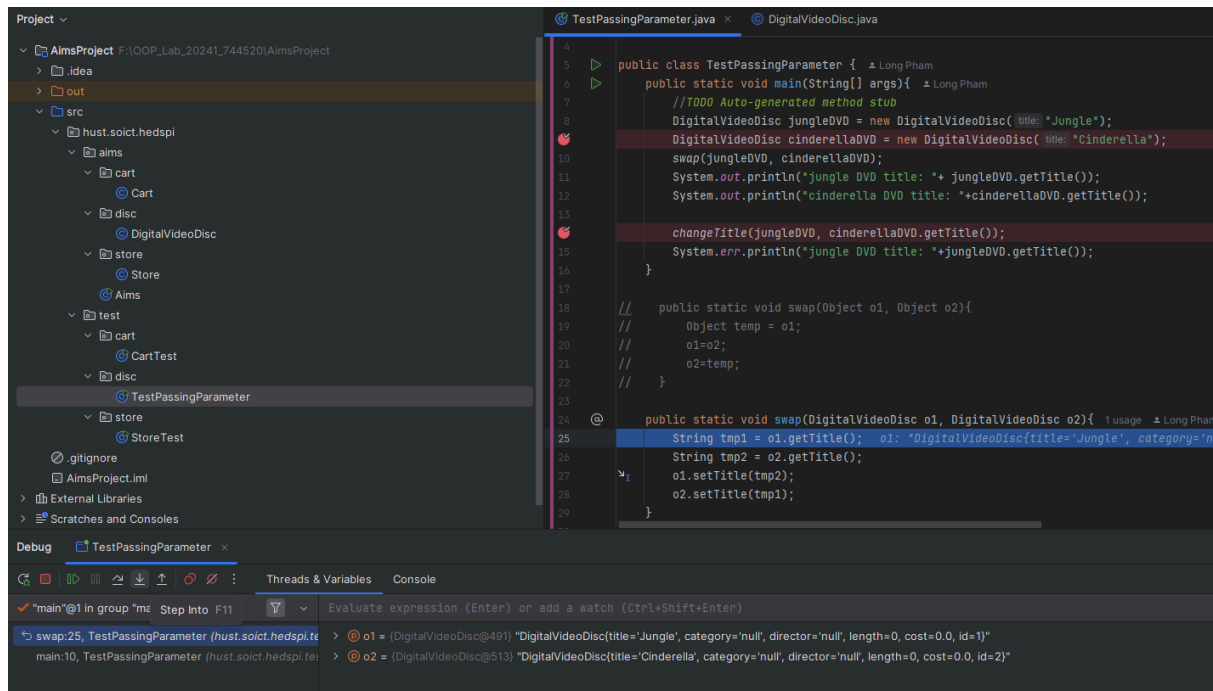 Project
AimsProject F:\OOP_Lab_20241_744520\AimsProject
.idea
out
src
hust.soict.hedspi
aims
cart
Cart
disc
DigitalVideoDisc
store
Store
Aims
test
cart
CartTest
disc
TestPassingParameter
store
StoreTest
.gitignore
AimsProject.iml
External Libraries
Scratches and Consoles
TestPassingParameter.java × DigitalVideoDisc.java
4
5 public class TestPassingParameter { Long Pham
6 public static void main(String[] args){ Long Pham
7 //TODO Auto-generated method stub
8 DigitalVideoDisc jungleDVD = new DigitalVideoDisc( title: "Jungle");
DigitalVideoDisc cinderellaDVD = new DigitalVideoDisc( title: "Cinderella");
10 swap(jungleDVD, cinderellaDVD);
11 System.out.println("jungle DVD title: "+ jungleDVD.getTitle());
12 System.out.println("cinderella DVD title: "+cinderellaDVD.getTitle());
13
changeTitle(jungleDVD, cinderellaDVD.getTitle());
15 System.err.println("jungle DVD title: "+jungleDVD.getTitle());
16 }
17
18 // public static void swap(Object o1, Object o2){
19 // Object temp = o1;
20 // o1=o2;
21 // o2=temp;
22 // }
23
24 @ public static void swap(DigitalVideoDisc o1, DigitalVideoDisc o2){ 1 usage Long Phar
25 String tmp1 = o1.getTitle(); o1: "DigitalVideoDisc{title='Jungle', category='n
26 String tmp2 = o2.getTitle();
27 o1.setTitle(tmp2);
28 o2.setTitle(tmp1);
29 }
Debug TestPassingParameter ×
Threads & Variables Console
"main"@1 in group "ma Step Into F11 Evaluate expression (Enter) or add a watch (Ctrl+Shift+Enter)
swap:25, TestPassingParameter (hust.soict.hedspi.te o1 = {DigitalVideoDisc@491} "DigitalVideoDisc{title='Jungle', category='null', director='null', length=0, cost=0.0, id=1}"
main:10, TestPassingParameter (hust.soict.hedspi.te o2 = {DigitalVideoDisc@513} "DigitalVideoDisc{title='Cinderella', category='null', director='null', length=0, cost=0.0, id=2}"